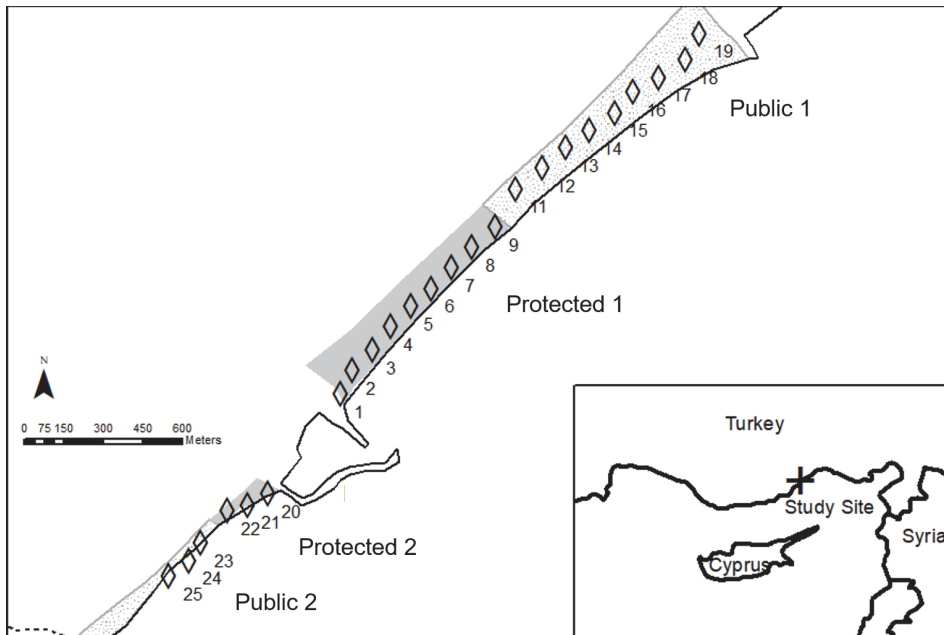 19
18
Public 1
17
16
15
14
13
12
11
9
8
Protected 1
7
6
5
4
3
2
1
N
0 75 150 300 450 600
Meters
20
21
22
Protected 2
23
24
25
Public 2
Turkey
Study Site
Syria
Cyprus